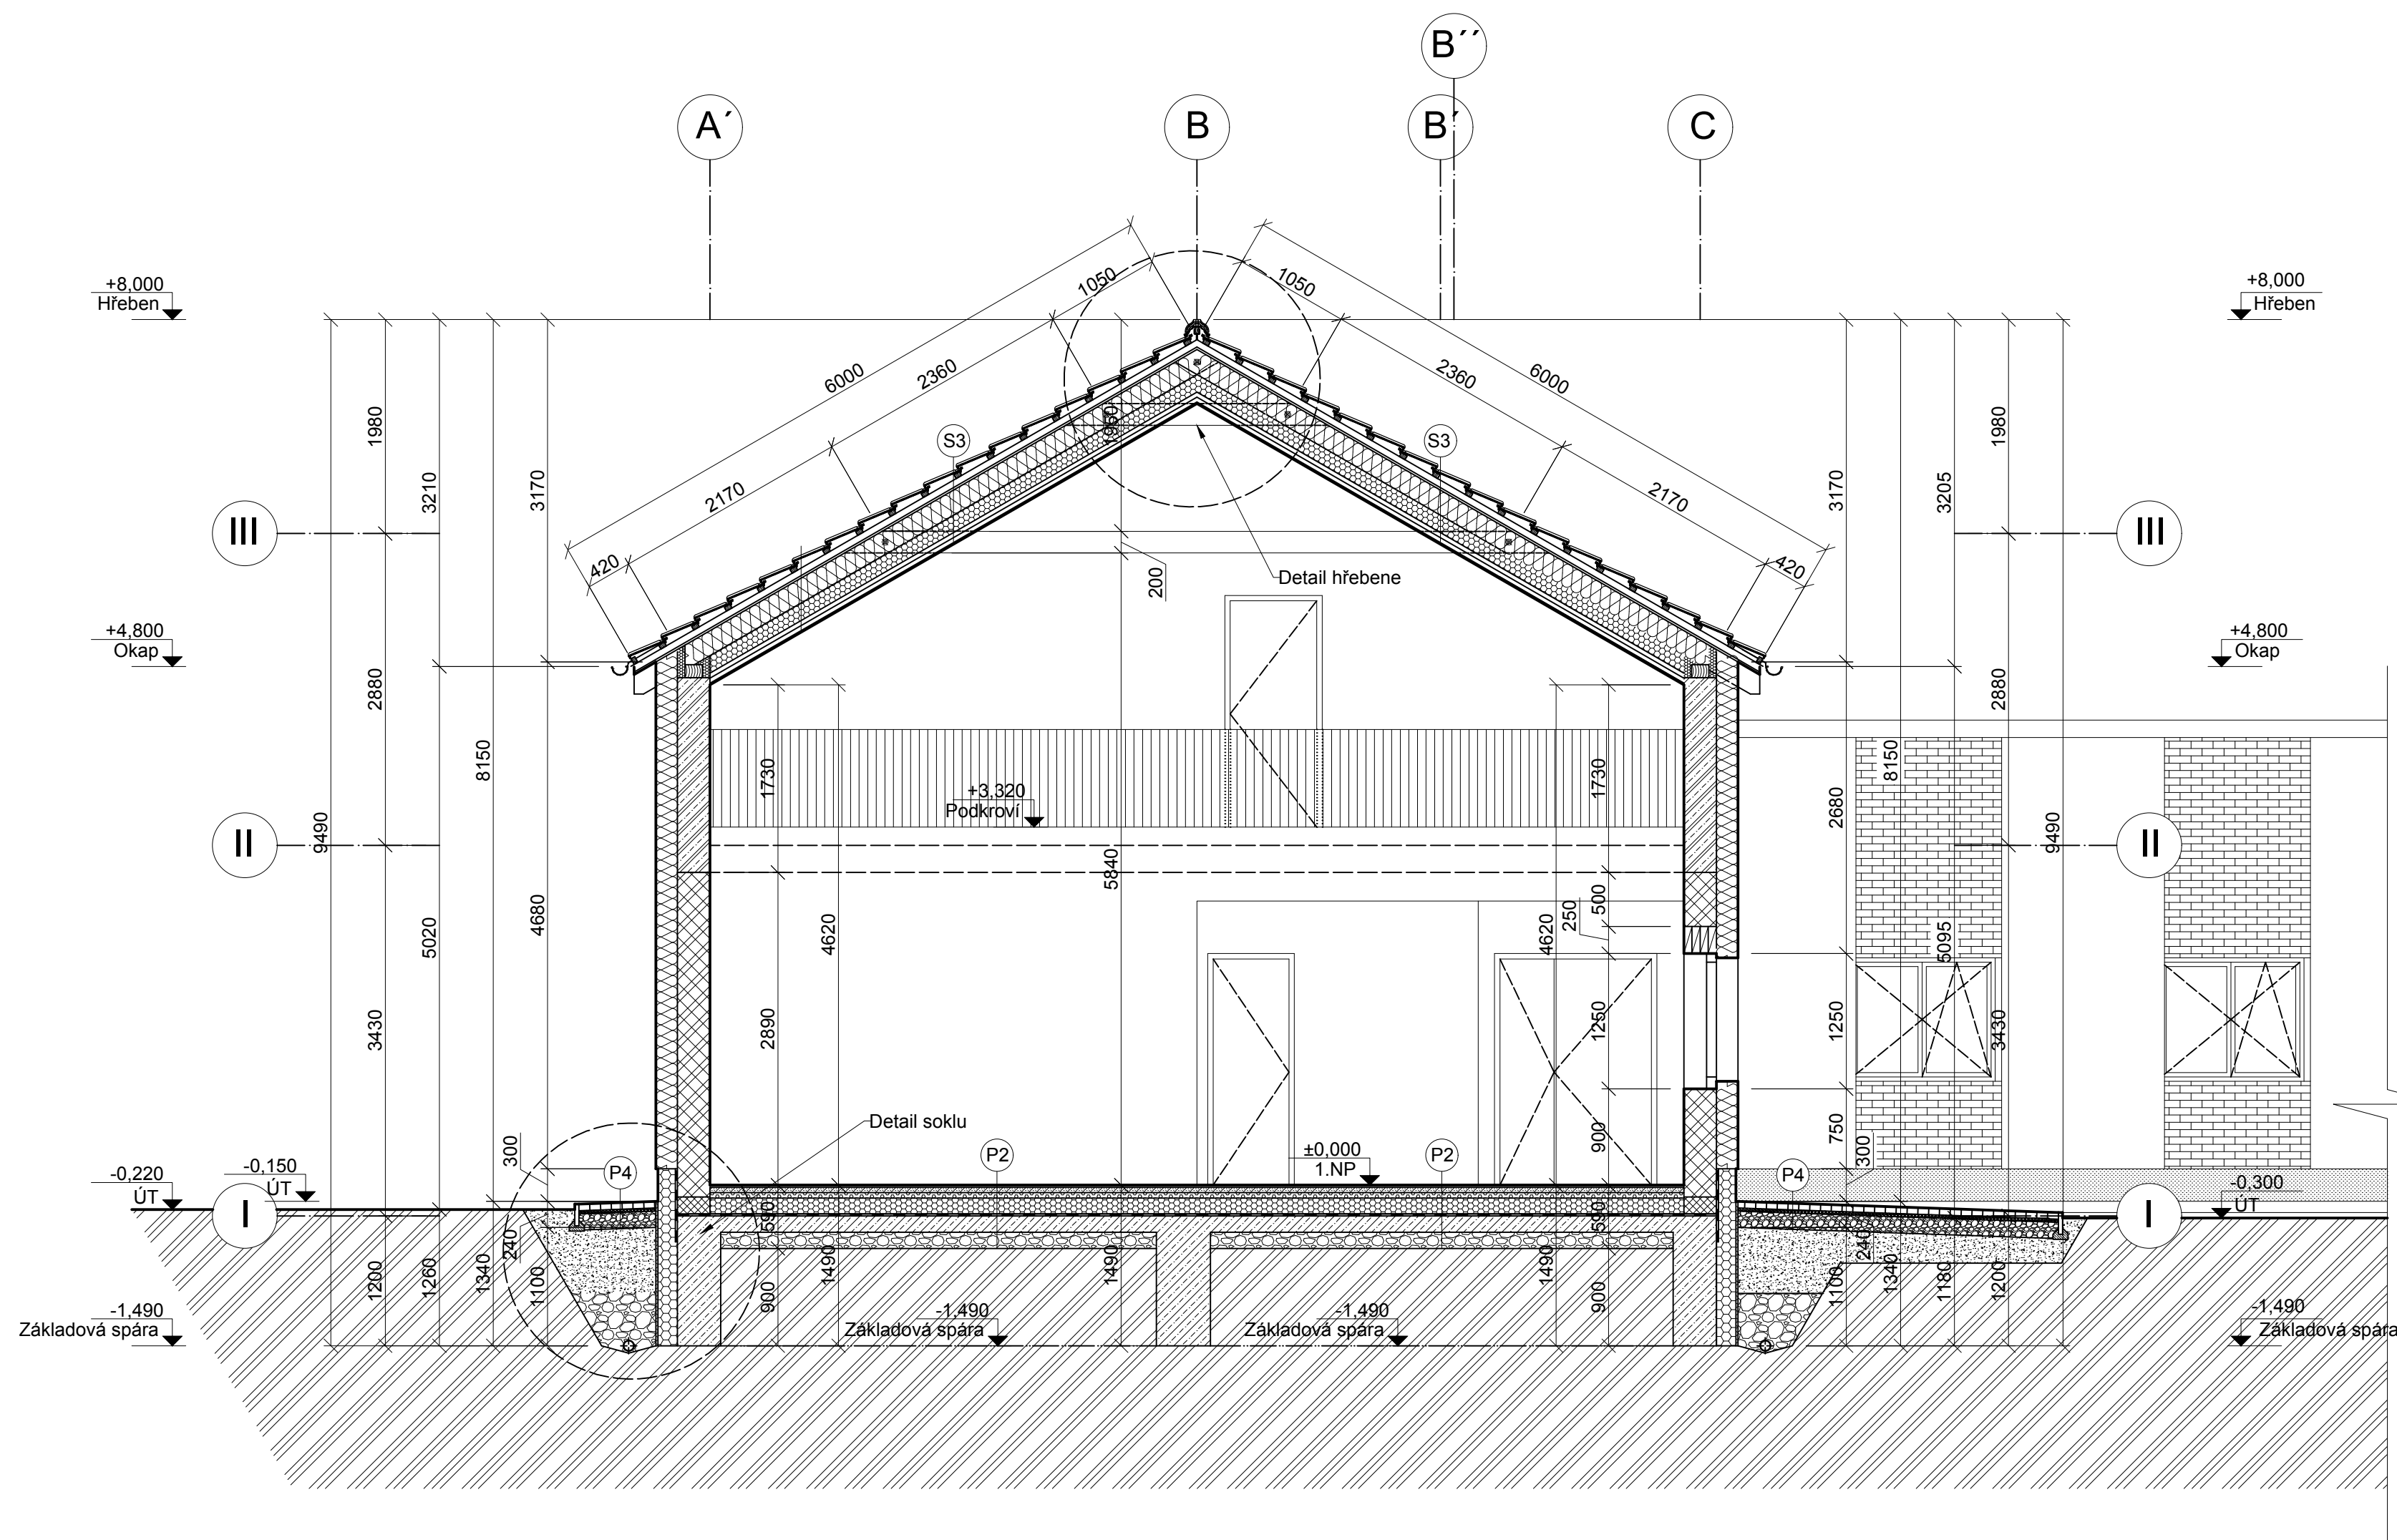 B´´
A´
B
B´
C
+8,000
Hřeben
+8,000
Hřeben
1050
1050
6000
2360
2360
6000
1980
3210
3170
2170
S3
1960
S3
2170
3170
3205
1980
III
III
420
420
200
Detail hřebene
+4,800
Okap
+4,800
Okap
2880
8150
1730
+3,320
Podkroví
1730
2680
8150
2880
9490
II
5840
9490
II
5020
4680
4620
4620
250
500
5095
3430
2890
1250
1250
3430
Detail soklu
900
750
300
300
-0,220
ÚT
-0,150
ÚT
P4
P2
±0,000
1.NP
P2
P4
-0,300
ÚT
I
I
240
590
590
240
1200
1260
1340
1100
900
1490
1490
1490
900
1100
1340
1180
1200
-1,490
Základová spára
-1,490
Základová spára
-1,490
Základová spára
-1,490
Základová spára